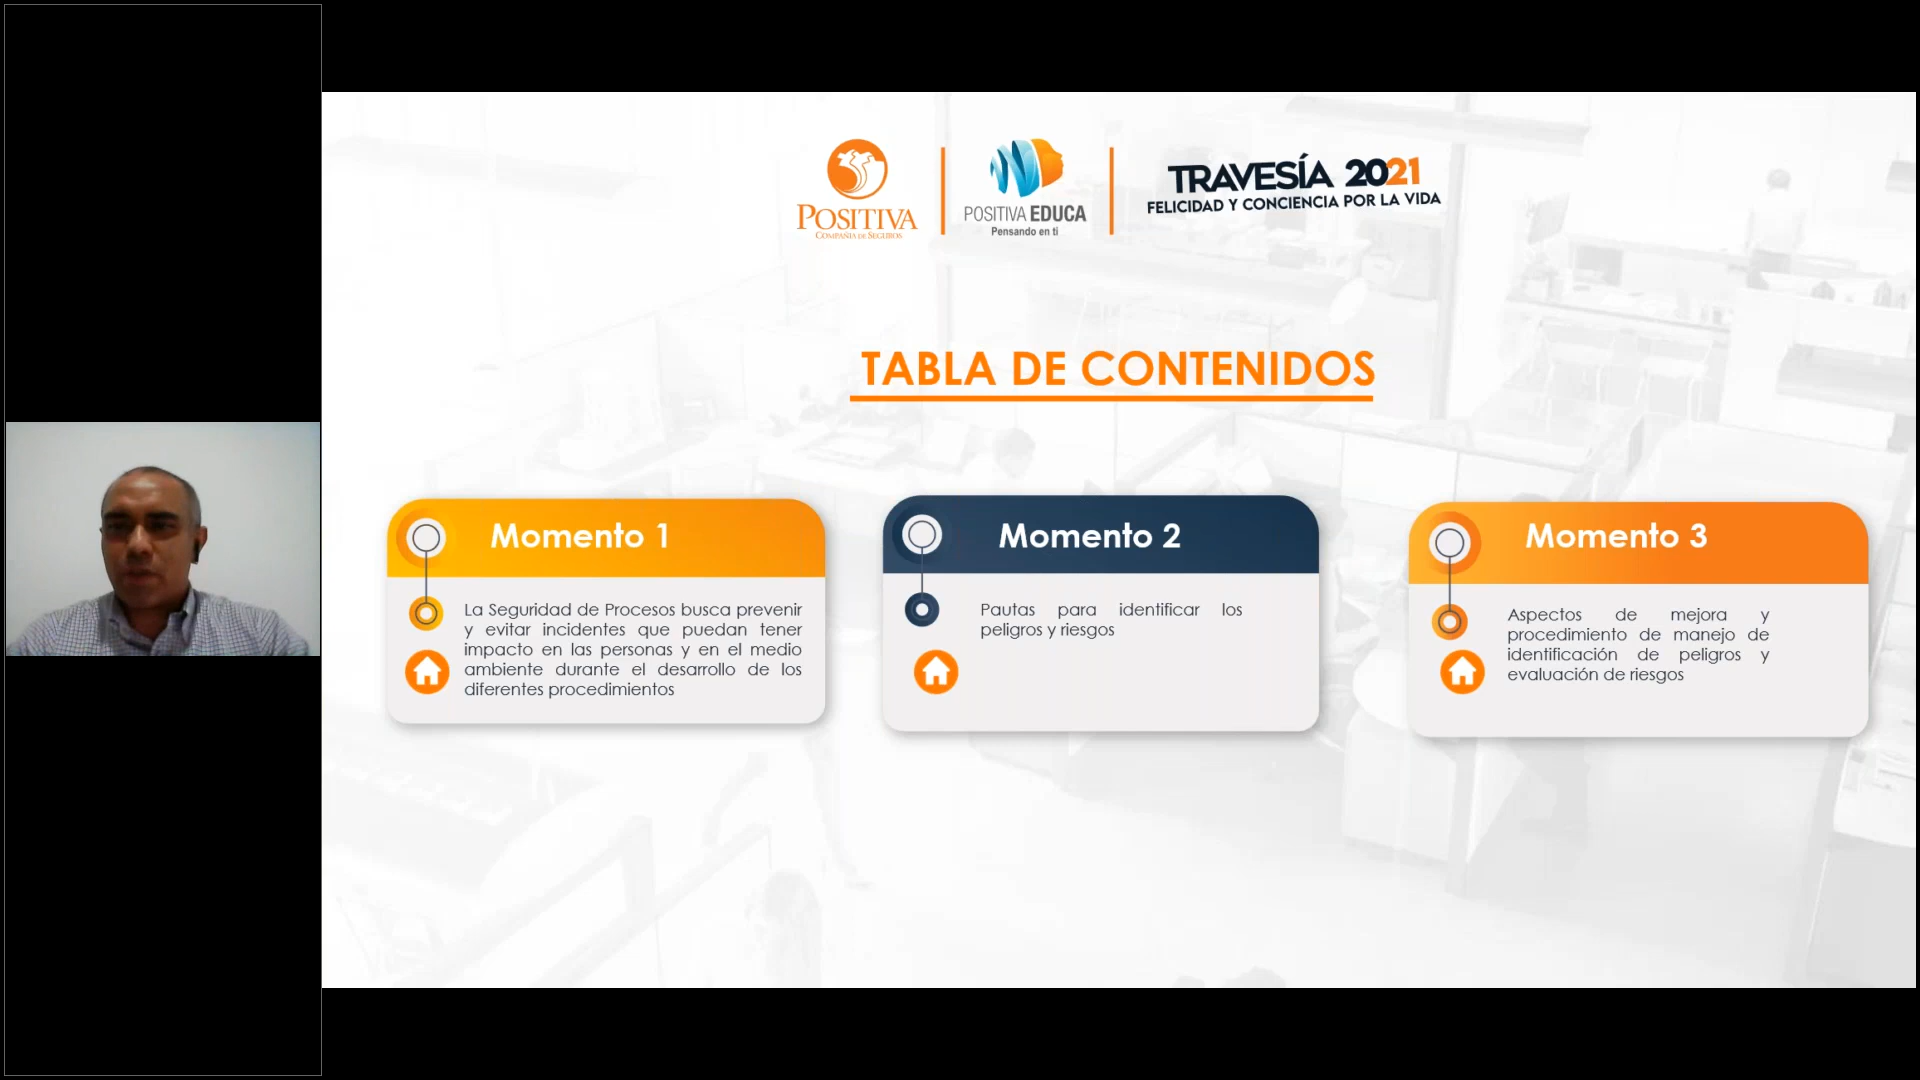 POSITIVA
COMPAÑIA DE SEGUROS
POSITIVA EDUCA
Pensando en ti
TRAVESÍA 2021
FELICIDAD Y CONCIENCIA POR LA VIDA
TABLA DE CONTENIDOS
Momento 1
La Seguridad de Procesos busca prevenir
y evitar incidentes que puedan tener
impacto en las personas y en el medio
ambiente durante el desarrollo de los
diferentes procedimientos
Momento 2
Pautas para identificar los
peligros y riesgos
Momento 3
Aspectos de mejora y
procedimiento de manejo de
identificación de peligros y
evaluación de riesgos